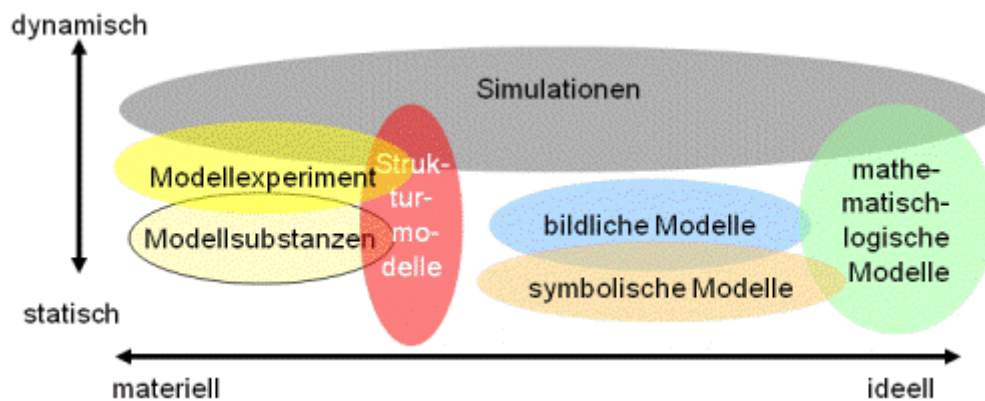 dynamisch
Simulationen
Modellexperiment
Struk-
tur-
mo-
delle
mathe-
matisch-
logische
Modelle
Modellsubstanzen
bildliche Modelle
symbolische Modelle
statisch
materiell
ideell